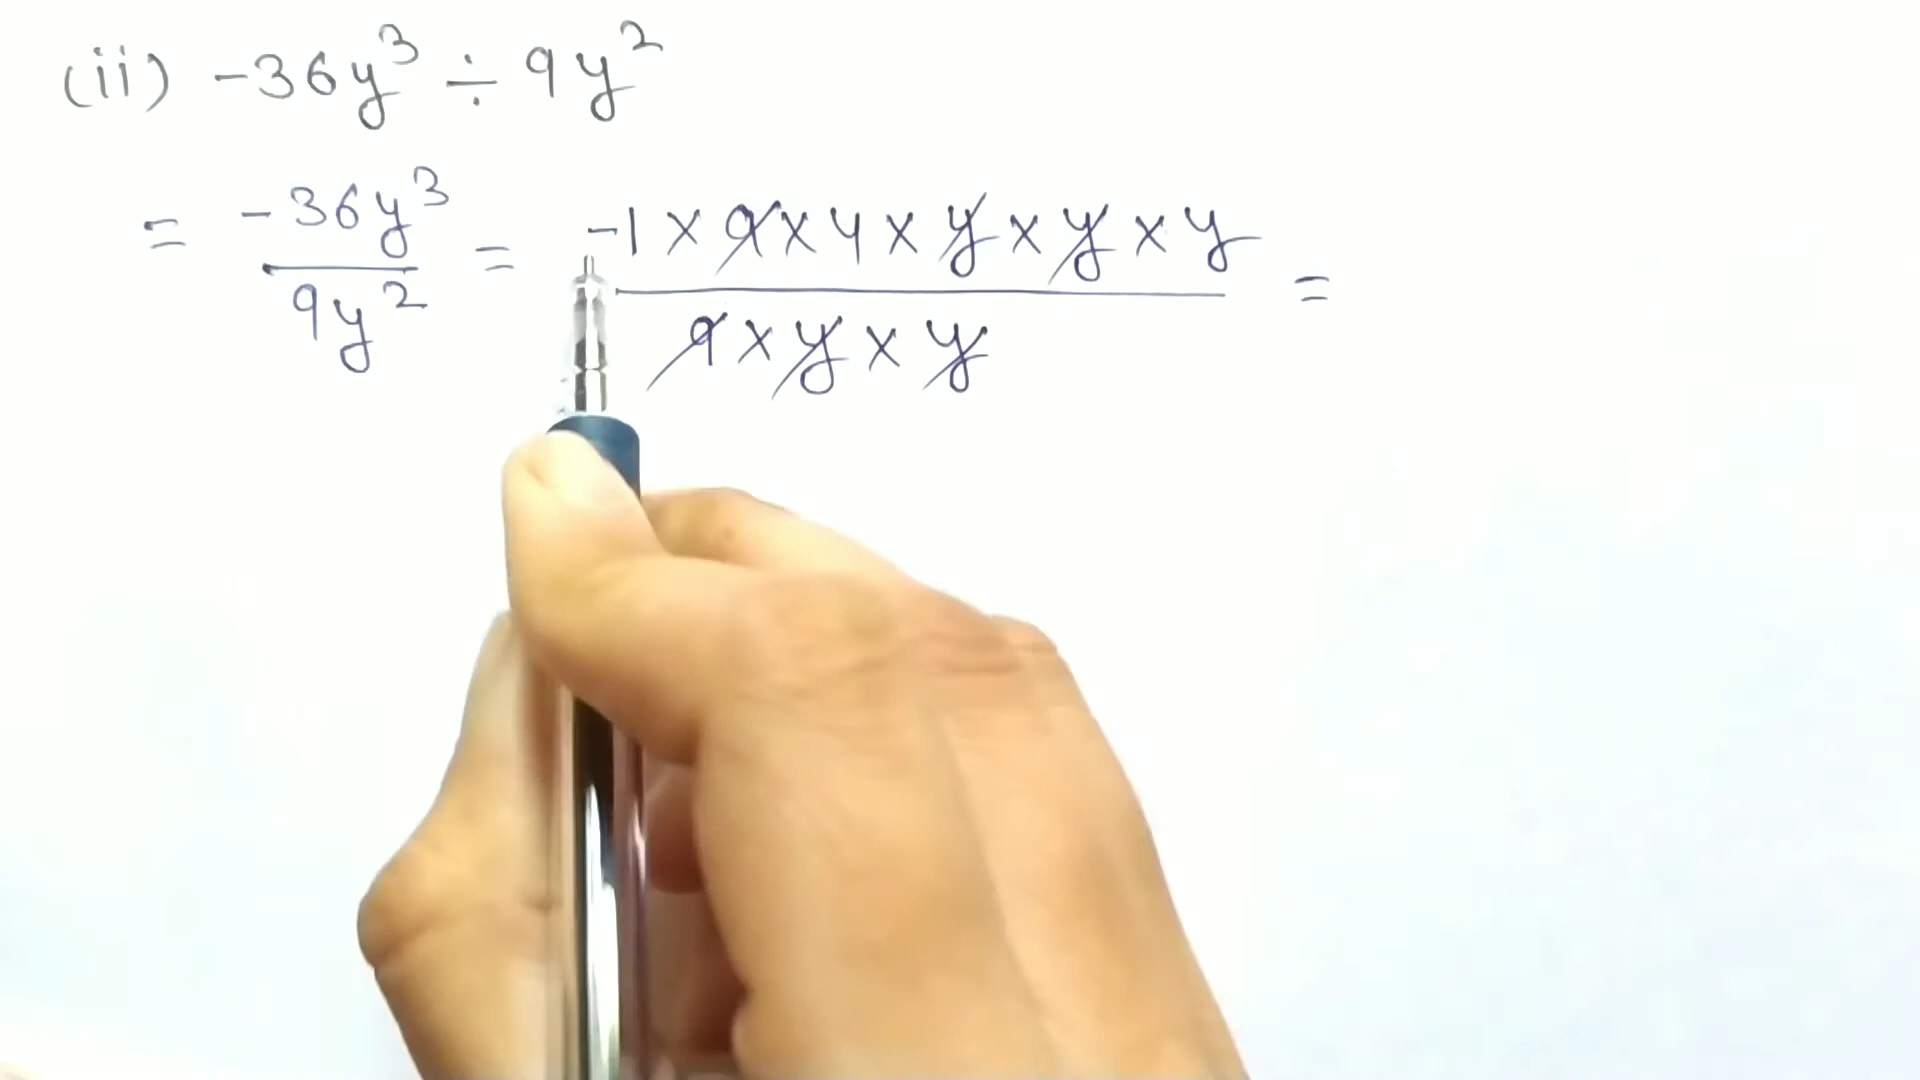 (ii) -36y³ ÷ 9y²
= -36y³/9y² = -1 × 9 × 4 × y × y × y/9 × y × y =